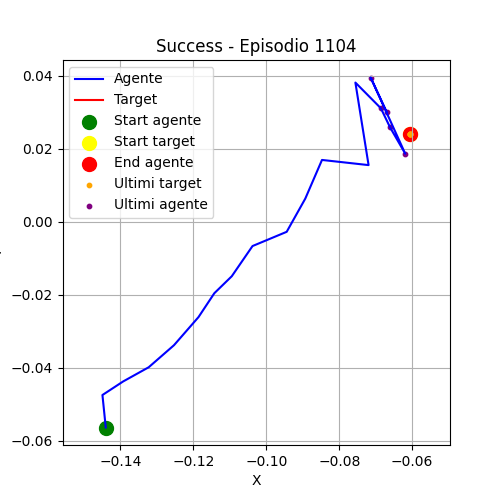 Success - Episodio 1104
Agente
Target
Start agente
Start target
End agente
Ultimi target
Ultimi agente
0.04
0.02
0.00
−0.02
−0.04
−0.06
−0.14
−0.12
−0.10
−0.08
−0.06
X